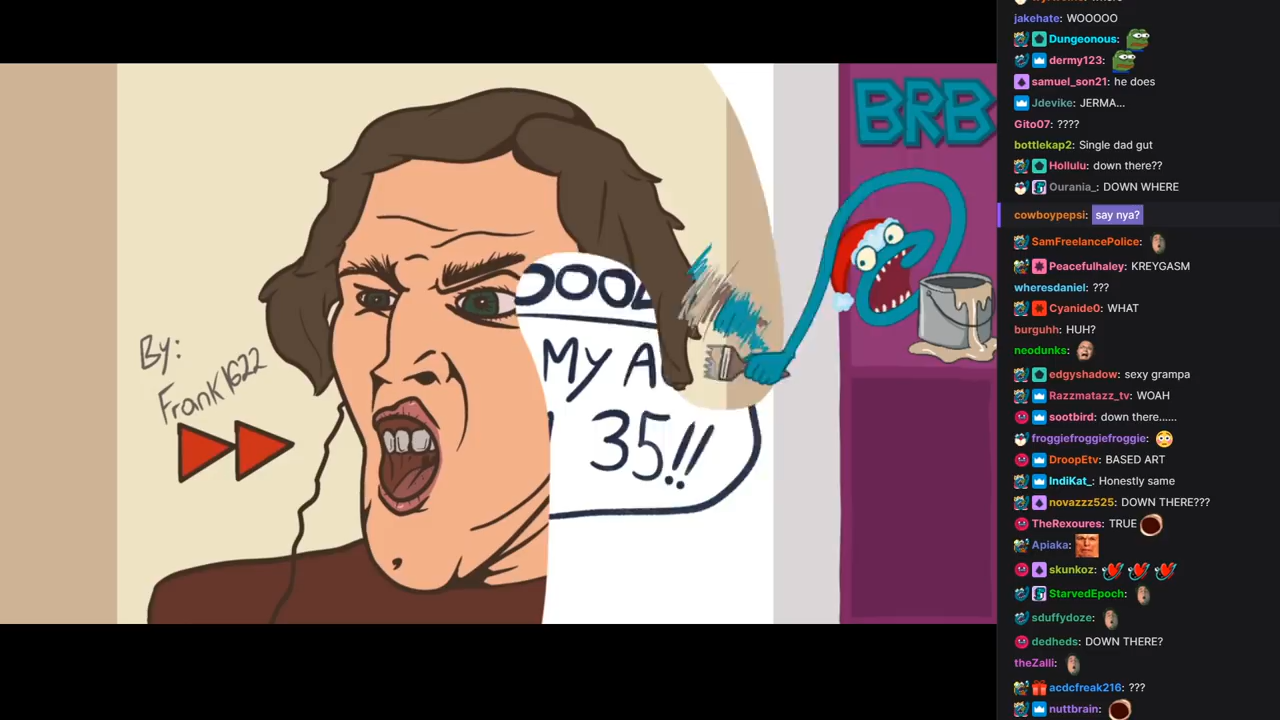 By:
Frank1622
OOOL
MY A
35!!
BRB
jakehate: WOOOOO
Dungeonous:
dermy123:
samuel_son21: he does
Jdevike: JERMA...
Gito07: ????
bottlekap2: Single dad gut
Hollulu: down there??
Ourania_: DOWN WHERE
cowboypepsi: say nya?
SamFreelancePolice:
Peacefulhaley: KREYGASM
wheresdaniel: ???
Cyanide0: WHAT
burguhh: HUH?
neodunks:
edgyshadow: sexy grampa
Razzmatazz_tv: WOAH
sootbird: down there......
froggiefroggiefroggie:
DroopEtv: BASED ART
IndiKat_: Honestly same
novazzz525: DOWN THERE???
TheRexoures: TRUE
Apiaka:
skunkoz:
StarvedEpoch:
sduffydoze:
dedheds: DOWN THERE?
theZalli:
acdcfreak216: ???
nuttbrain: